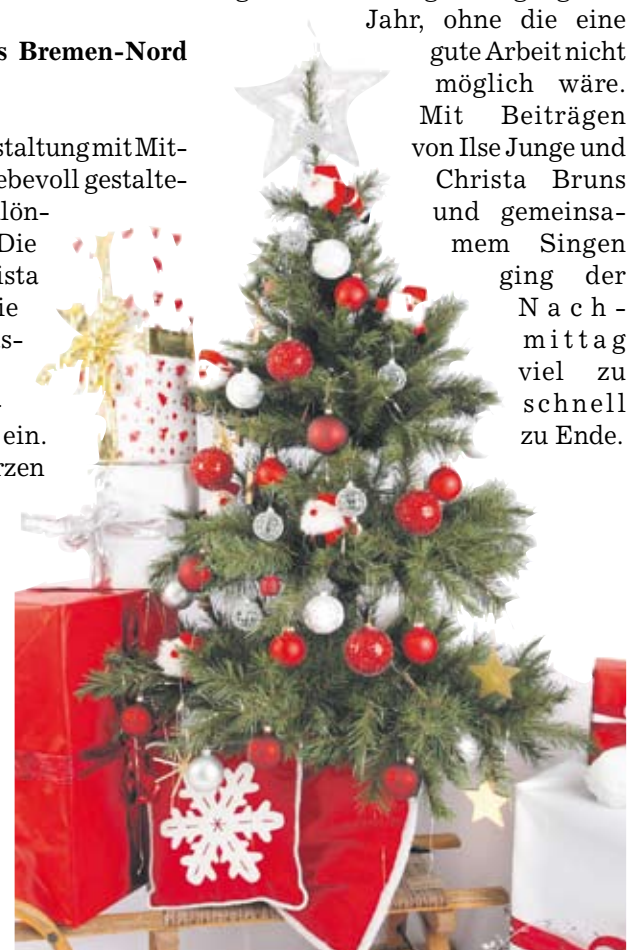 s Bremen-Nord
staltung mit Mit-
ebevoll gestalte-
lön-
Die
ista
ie
s-
ein.
rzen
Jahr, ohne die eine
gute Arbeit nicht
möglich wäre.
Mit Beiträgen
von Ilse Junge und
Christa Bruns
und gemeinsa-
mem Singen
ging der
Nach-
mittag
viel zu
schnell
zu Ende.